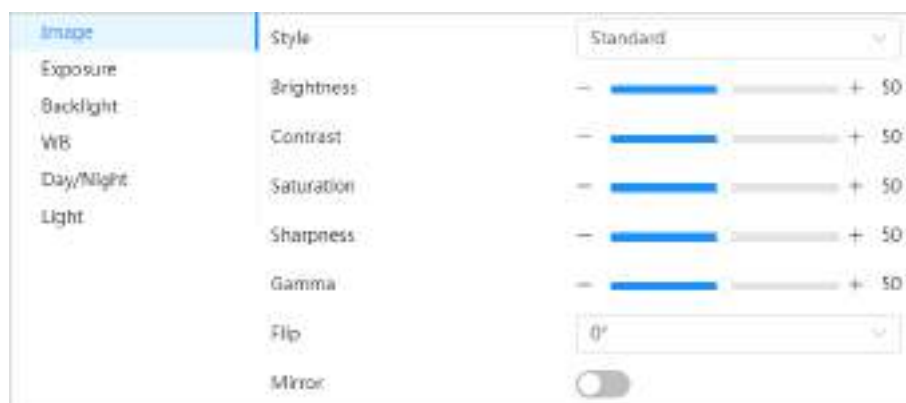 Image
Exposure
Backlight
WB
Day/Night
Light
Style Standard
Brightness − + 50
Contrast − + 50
Saturation − + 50
Sharpness − + 50
Gamma − + 50
Flip 0°
Mirror